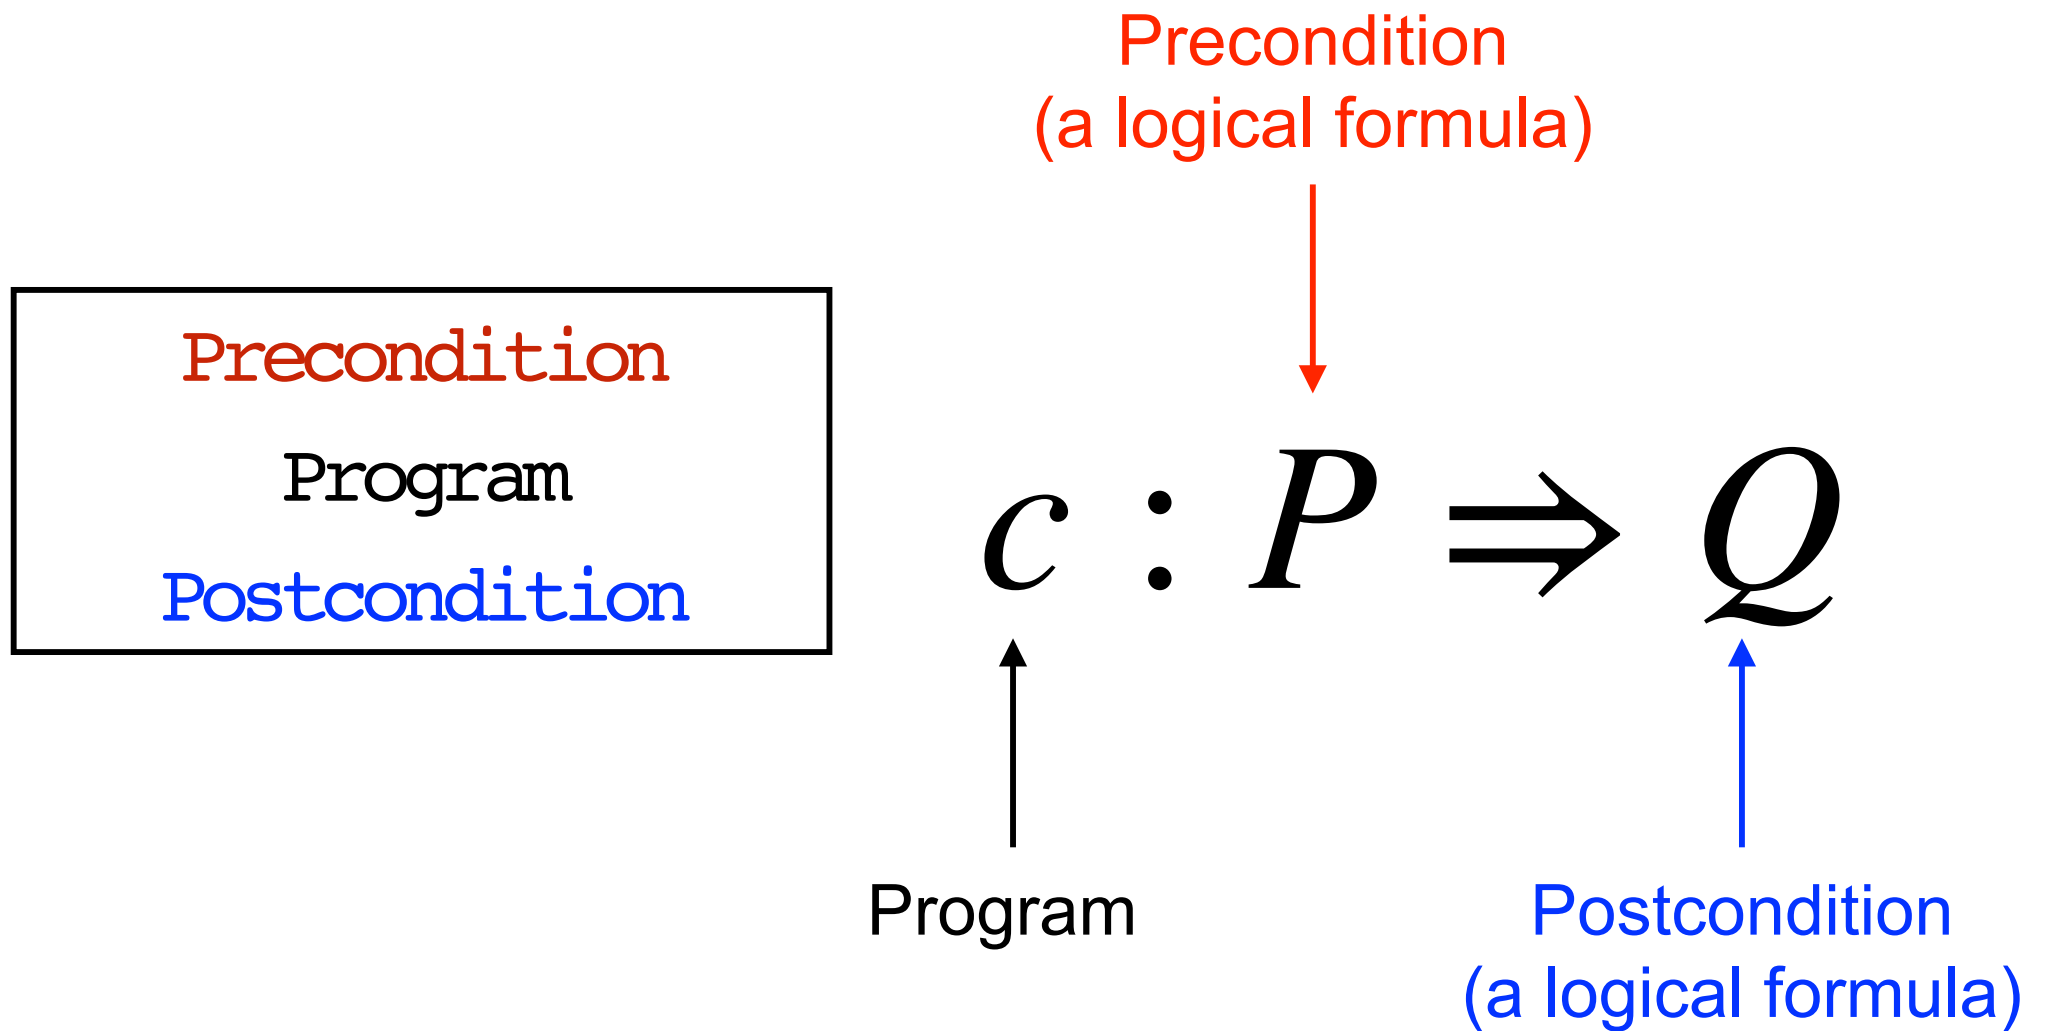 Precondition
(a logical formula)
Precondition
Program
Postcondition
c : P ⇒ Q
Program
Postcondition
(a logical formula)